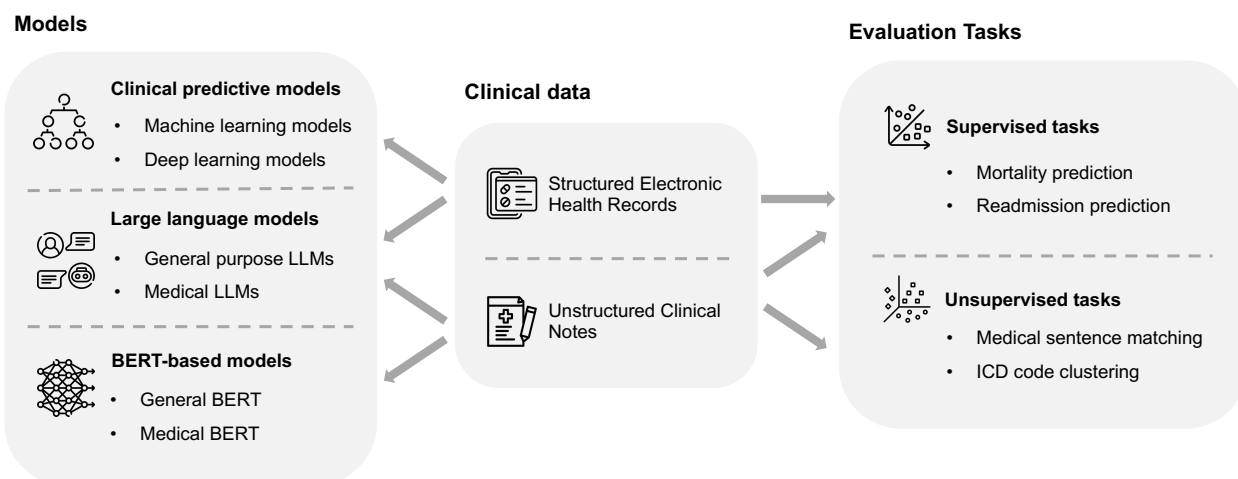 Models
Clinical predictive models
• Machine learning models
• Deep learning models
Large language models
• General purpose LLMs
• Medical LLMs
BERT-based models
• General BERT
• Medical BERT
Clinical data
Structured Electronic
Health Records
Unstructured Clinical
Notes
Evaluation Tasks
Supervised tasks
• Mortality prediction
• Readmission prediction
Unsupervised tasks
• Medical sentence matching
• ICD code clustering